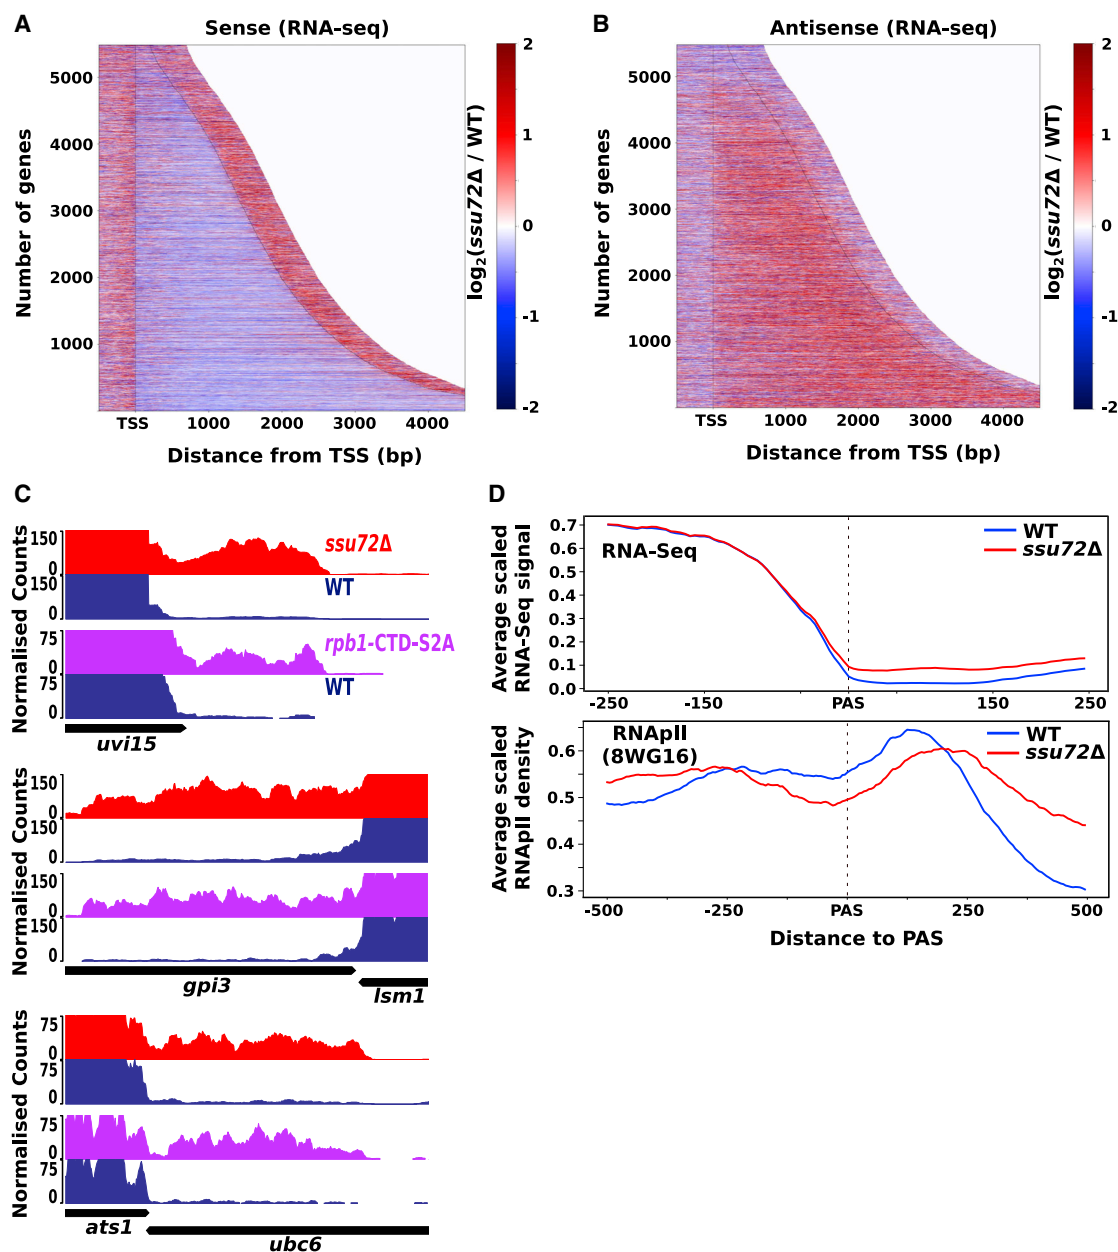 A
Sense (RNA-seq)
Number of genes
5000
4000
3000
2000
1000
TSS
1000
2000
3000
4000
Distance from TSS (bp)
2
1
0
-1
-2
log2(ssu72Δ / WT)
B
Antisense (RNA-seq)
Number of genes
5000
4000
3000
2000
1000
TSS
1000
2000
3000
4000
Distance from TSS (bp)
2
1
0
-1
-2
log2(ssu72Δ / WT)
C
Normalised Counts
150
0
ssu72Δ
150
0
WT
75
0
rpb1-CTD-S2A
75
0
WT
uvi15
Normalised Counts
150
0
150
0
150
0
150
0
gpi3
lsm1
Normalised Counts
75
0
75
0
75
0
75
0
ats1
ubc6
D
Average scaled
RNA-Seq signal
0.7
0.6
0.5
0.4
0.3
0.2
0.1
0.0
RNA-Seq
WT
ssu72Δ
-250
-150
PAS
150
250
Average scaled
RNApII density
0.6
0.5
0.3
RNApII
(8WG16)
WT
ssu72Δ
-500
-250
PAS
250
500
Distance to PAS